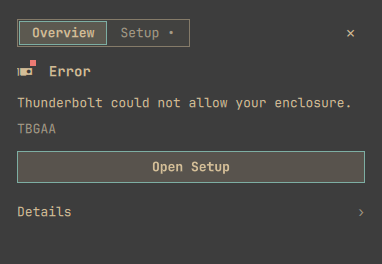 Overview Setup •
×
Error
Thunderbolt could not allow your enclosure.
TBGAA
Open Setup
Details ›